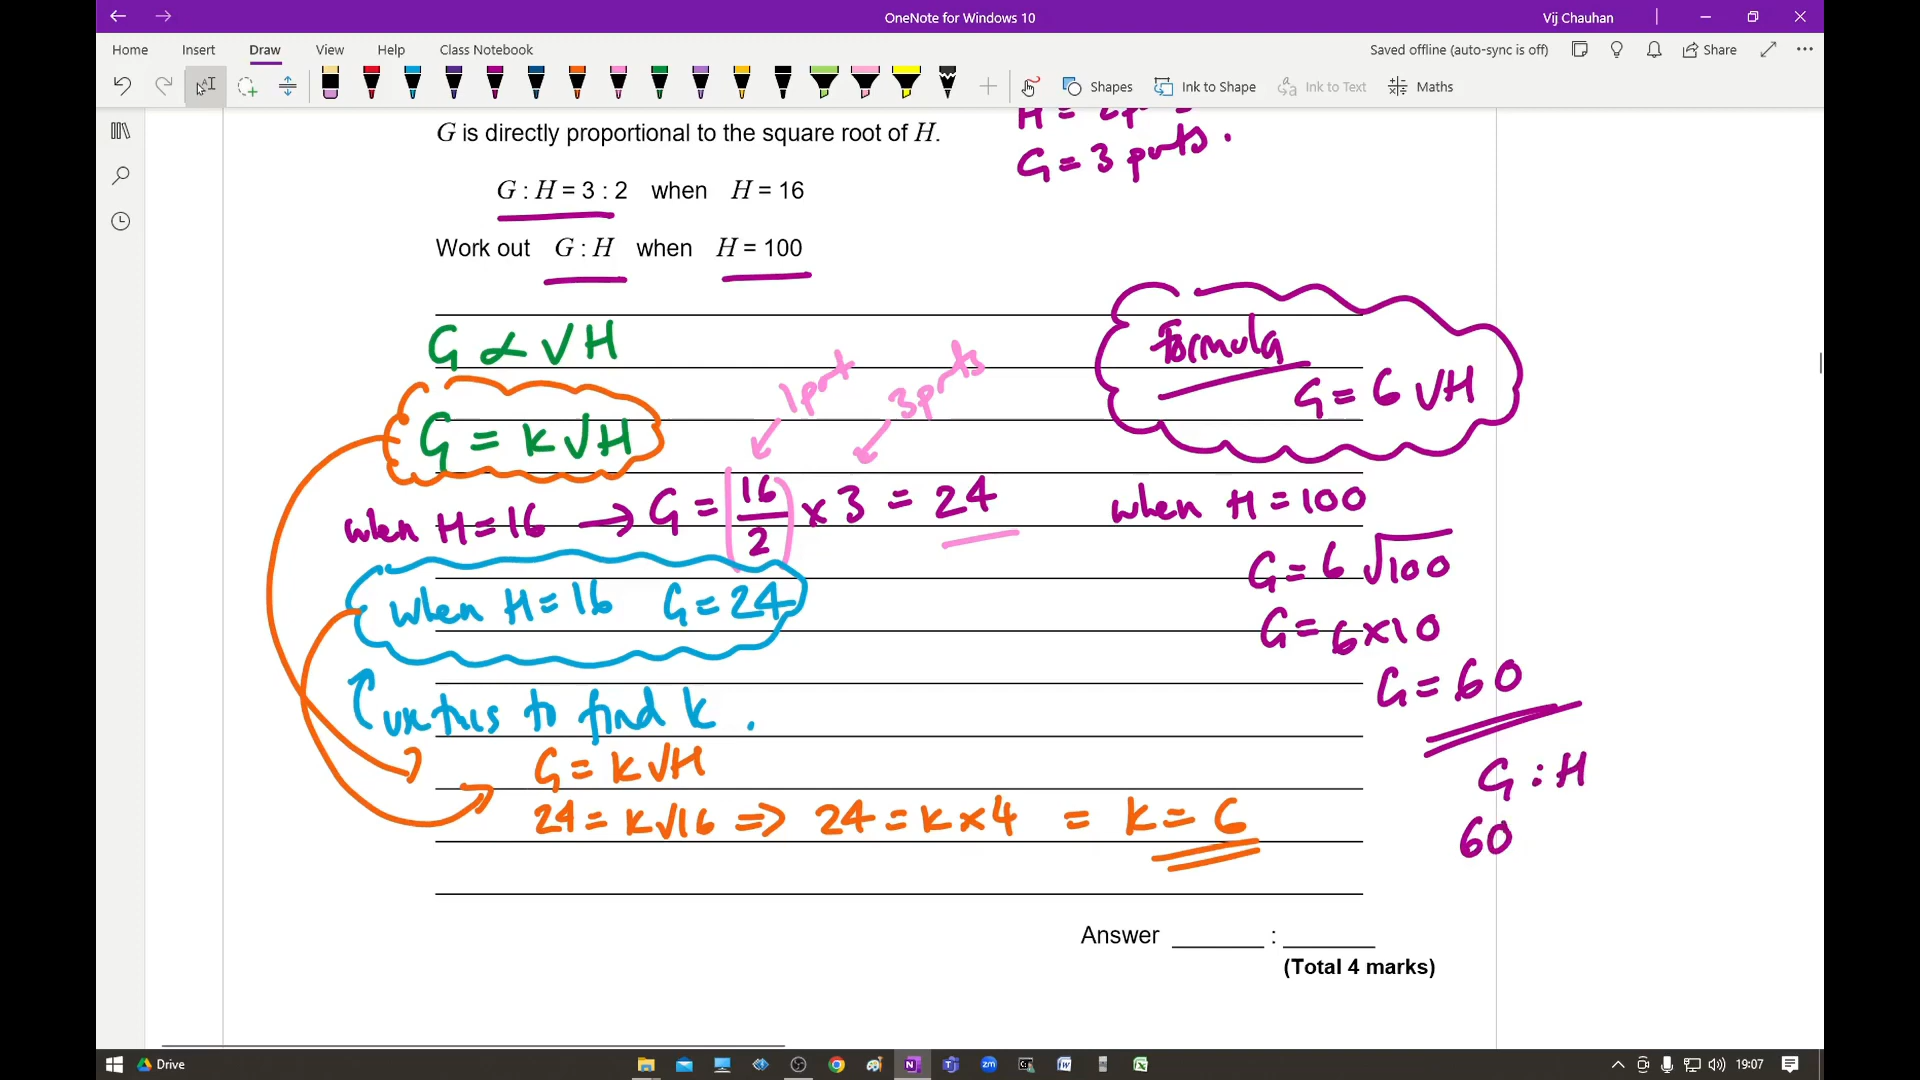 OneNote for Windows 10
Vij Chauhan
Home Insert Draw View Help Class Notebook
Saved offline (auto-sync is off)
Share
Shapes
Ink to Shape
Ink to Text
Maths
G is directly proportional to the square root of H.
G = 3 parts.
G : H = 3 : 2 when H = 16
Work out G : H when H = 100
G ∝ √H
G = k√H
1 part
3 parts
when H = 16 → G = (16/2) × 3 = 24
when H = 16 G = 24
use this to find k.
G = k√H
24 = k√16 ⇒ 24 = k × 4 = k = 6
Formula
G = 6√H
when H = 100
G = 6√100
G = 6×10
G = 60
G : H
60
Answer ______ : ______
(Total 4 marks)
Drive
19:07